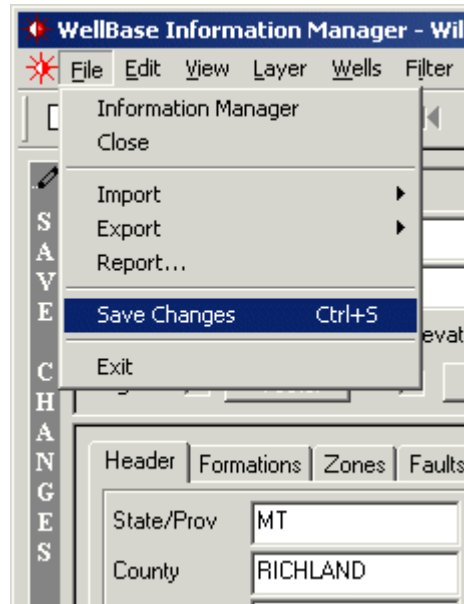 WellBase Information Manager - Wil
File Edit View Layer Wells Filter
Information Manager
Close
Import
Export
Report...
Save Changes Ctrl+S
Exit
SAVE CHANGES
Header Formations Zones Faults
State/Prov MT
County RICHLAND